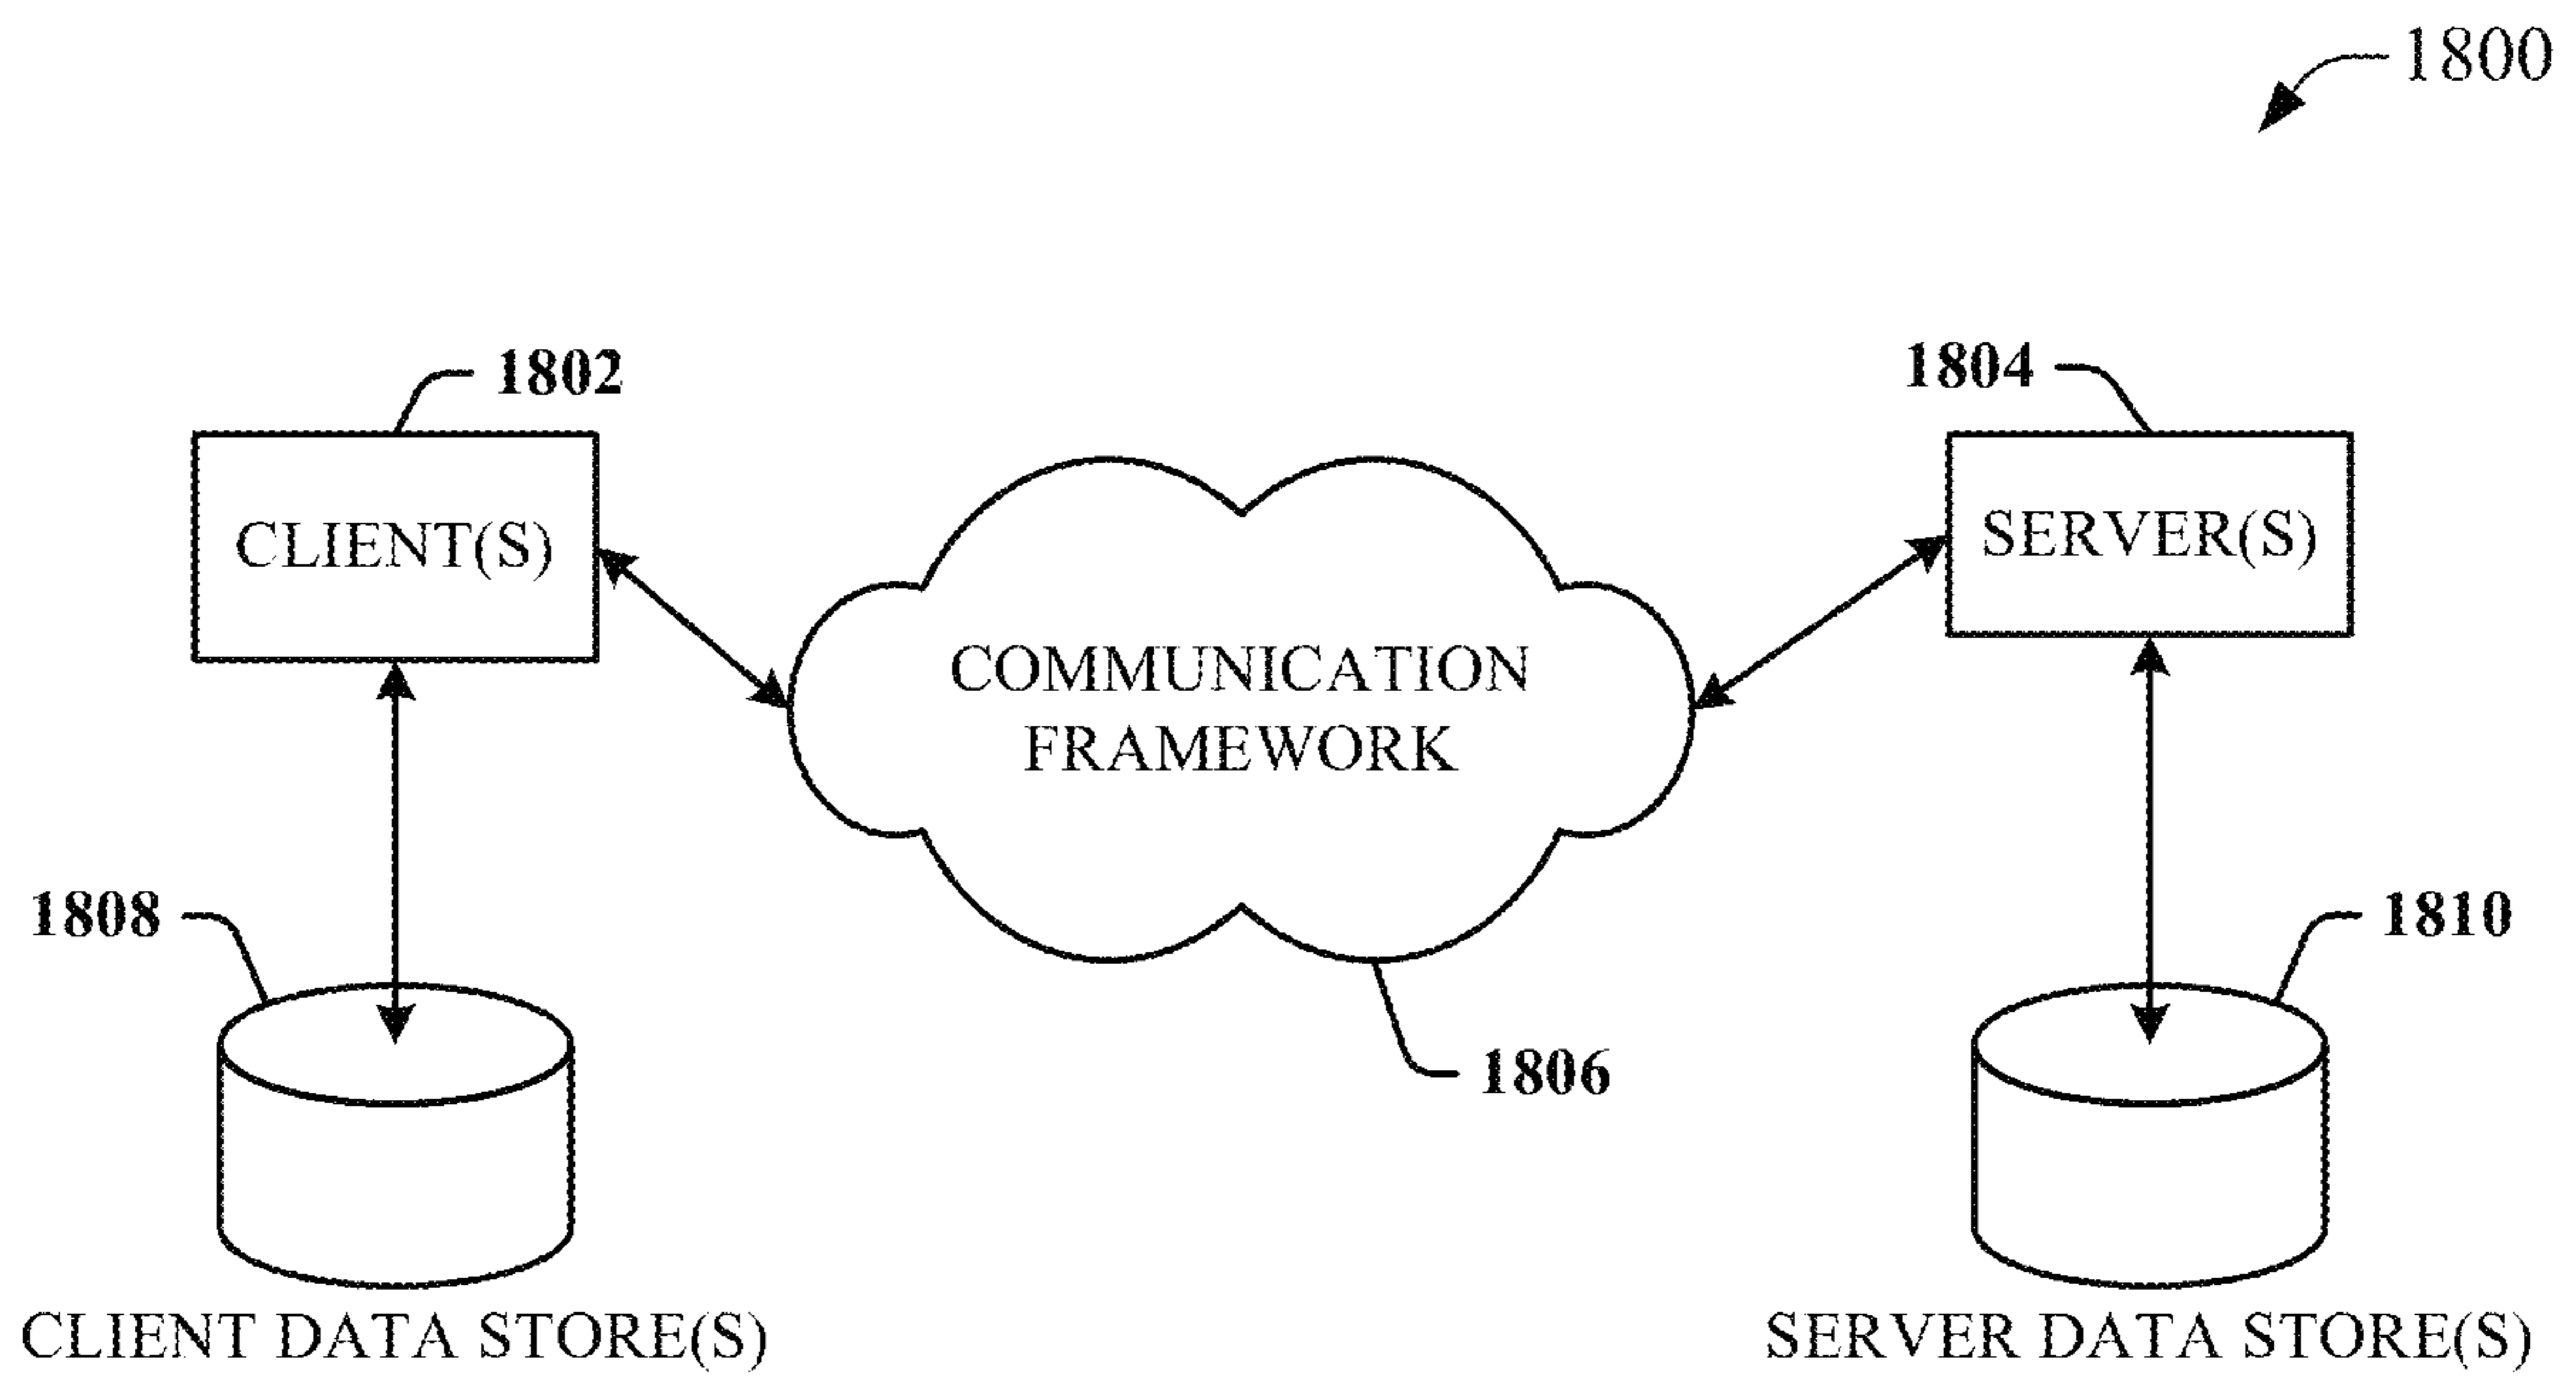 1800
1802
1804
CLIENT(S)
SERVER(S)
COMMUNICATION
FRAMEWORK
1808
1810
1806
CLIENT DATA STORE(S)
SERVER DATA STORE(S)